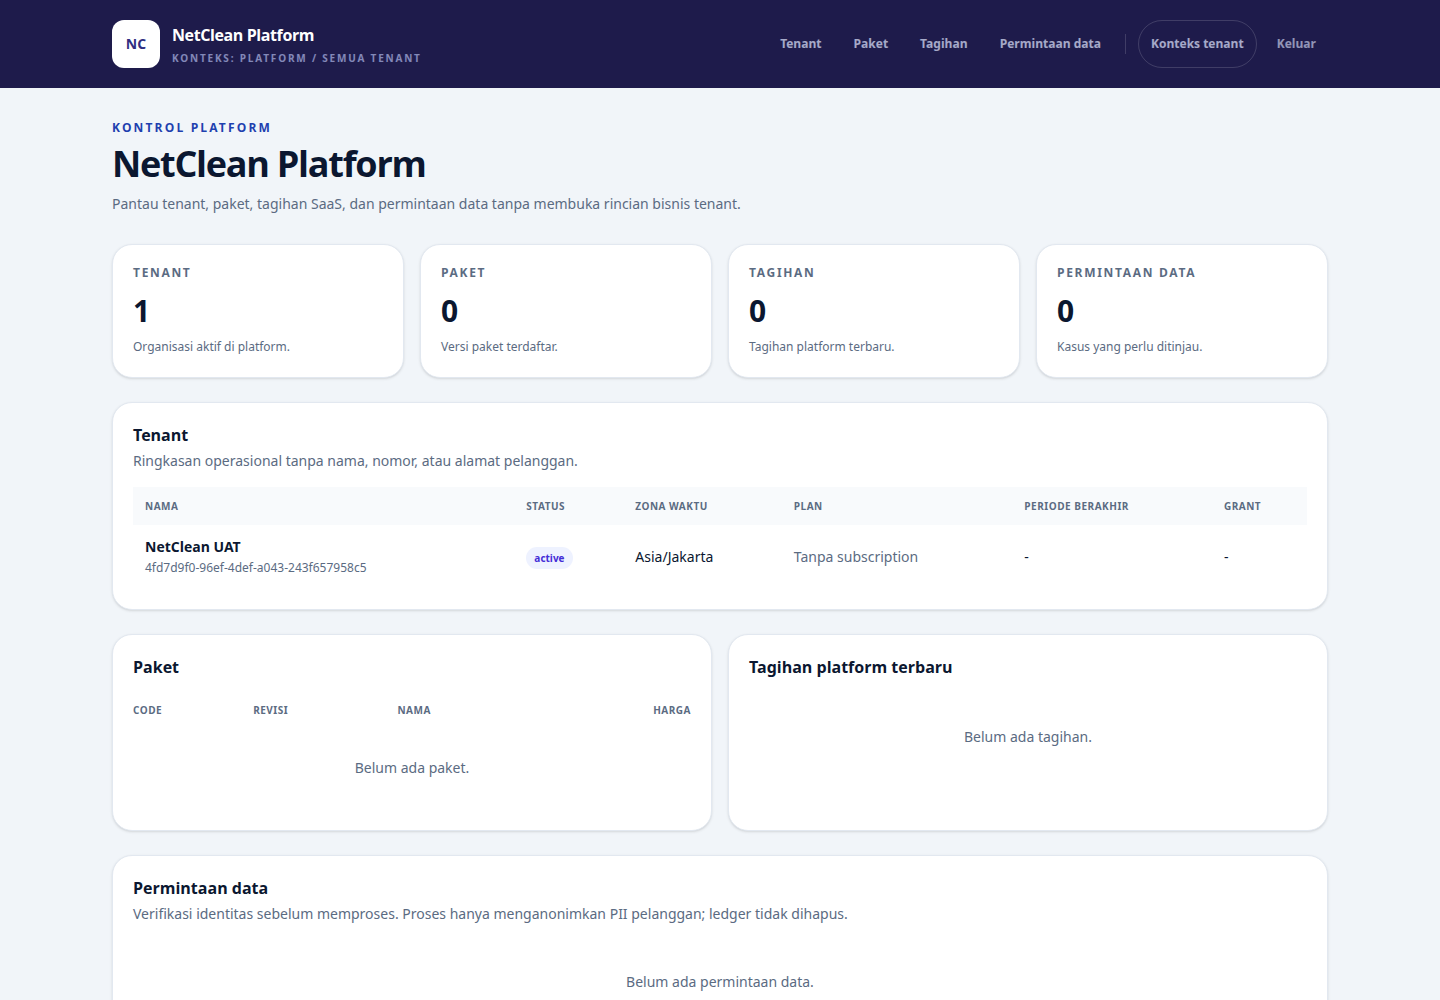 NC
NetClean Platform
KONTEKS: PLATFORM / SEMUA TENANT
Tenant
Paket
Tagihan
Permintaan data
Konteks tenant
Keluar
KONTROL PLATFORM
NetClean Platform
Pantau tenant, paket, tagihan SaaS, dan permintaan data tanpa membuka rincian bisnis tenant.
TENANT
1
Organisasi aktif di platform.
PAKET
0
Versi paket terdaftar.
TAGIHAN
0
Tagihan platform terbaru.
PERMINTAAN DATA
0
Kasus yang perlu ditinjau.
Tenant
Ringkasan operasional tanpa nama, nomor, atau alamat pelanggan.
NAMA STATUS ZONA WAKTU PLAN PERIODE BERAKHIR GRANT
NetClean UAT
4fd7d9f0-96ef-4def-a043-243f657958c5
active
Asia/Jakarta
Tanpa subscription
-
-
Paket
CODE REVISI NAMA HARGA
Belum ada paket.
Tagihan platform terbaru
Belum ada tagihan.
Permintaan data
Verifikasi identitas sebelum memproses. Proses hanya menganonimkan PII pelanggan; ledger tidak dihapus.
Belum ada permintaan data.